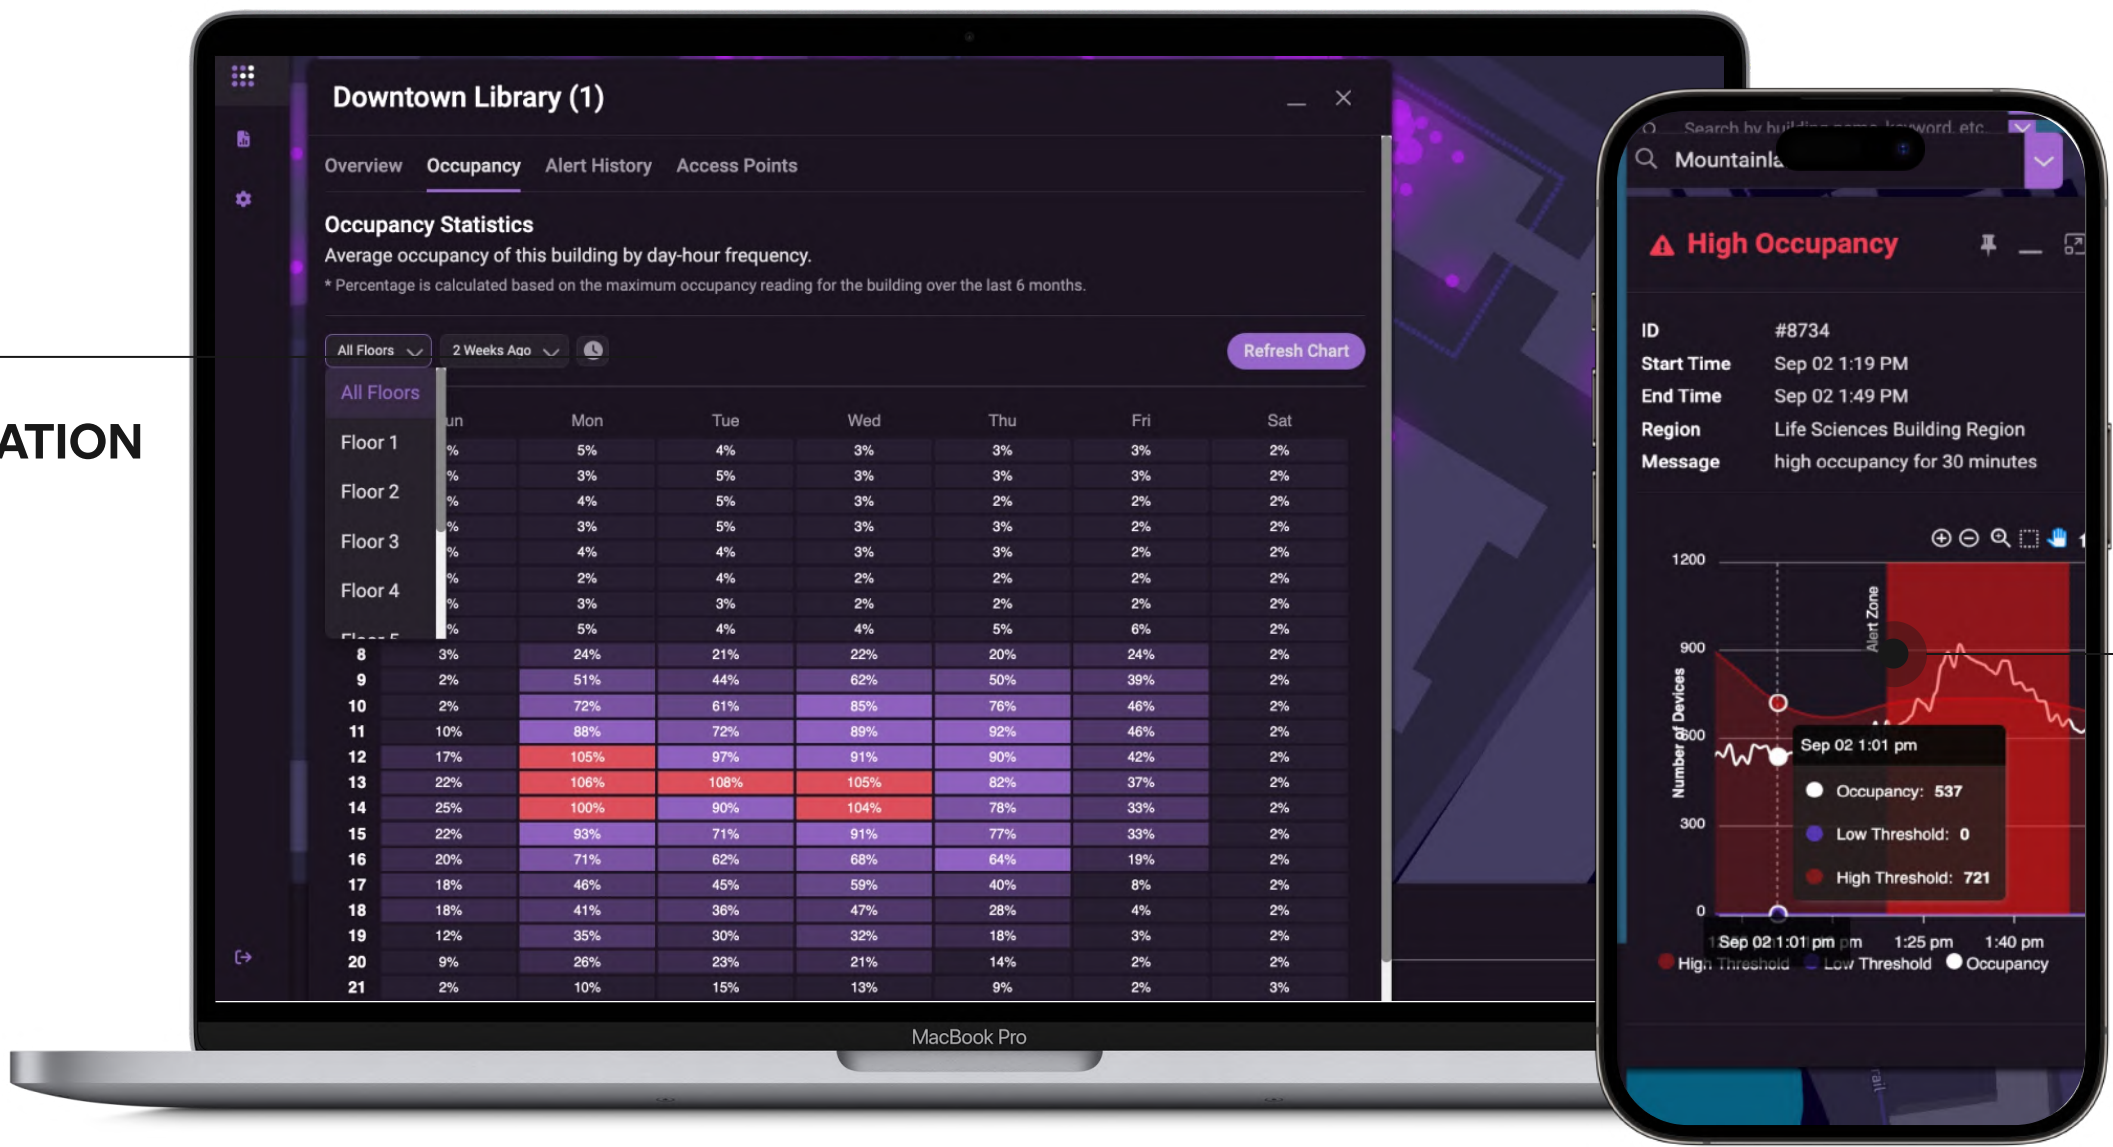 ATION
Downtown Library (1)
Overview Occupancy Alert History Access Points
Occupancy Statistics
Average occupancy of this building by day-hour frequency.
* Percentage is calculated based on the maximum occupancy reading for the building over the last 6 months.
All Floors 2 Weeks Ago Refresh Chart
All Floors
Floor 1
Floor 2
Floor 3
Floor 4
Floor 5
un Mon Tue Wed Thu Fri Sat
% 5% 4% 3% 3% 3% 2%
% 3% 5% 3% 3% 3% 2%
% 4% 5% 3% 2% 2% 2%
% 3% 5% 3% 3% 2% 2%
% 4% 4% 3% 3% 2% 2%
% 2% 4% 2% 2% 2% 2%
% 3% 3% 2% 2% 2% 2%
% 5% 4% 4% 5% 6% 2%
8 3% 24% 21% 22% 20% 24% 2%
9 2% 51% 44% 62% 50% 39% 2%
10 2% 72% 61% 85% 76% 46% 2%
11 10% 88% 72% 89% 92% 46% 2%
12 17% 105% 97% 91% 90% 42% 2%
13 22% 106% 108% 105% 82% 37% 2%
14 25% 100% 90% 104% 78% 33% 2%
15 22% 93% 71% 91% 77% 33% 2%
16 20% 71% 62% 68% 64% 19% 2%
17 18% 46% 45% 59% 40% 8% 2%
18 18% 41% 36% 47% 28% 4% 2%
19 12% 35% 30% 32% 18% 3% 2%
20 9% 26% 23% 21% 14% 2% 2%
21 2% 10% 15% 13% 9% 2% 3%
MacBook Pro
Search by building name, keyword, etc.
Mountainla
High Occupancy
ID #8734
Start Time Sep 02 1:19 PM
End Time Sep 02 1:49 PM
Region Life Sciences Building Region
Message high occupancy for 30 minutes
1200
900
600
300
0
Number of Devices
Alert Zone
Sep 02 1:01 pm
Occupancy: 537
Low Threshold: 0
High Threshold: 721
Sep 02 1:01 pm pm 1:25 pm 1:40 pm
High Threshold Low Threshold Occupancy
rail